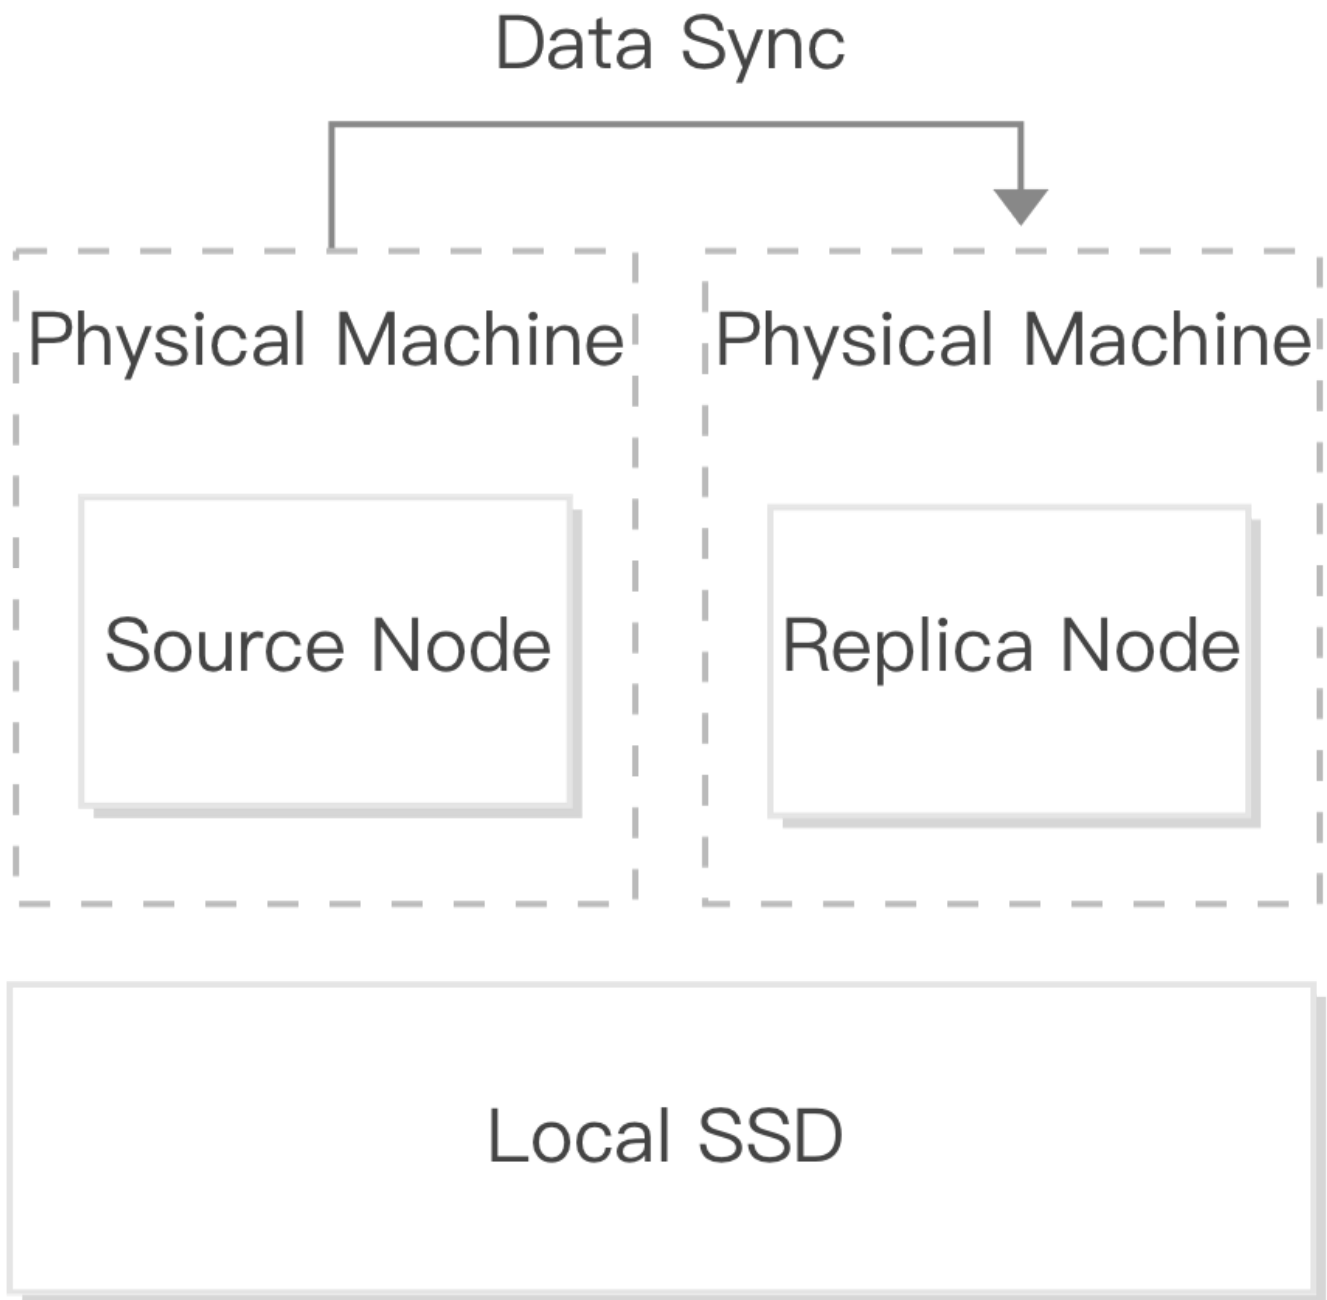 Data Sync
Physical Machine
Physical Machine
Source Node
Replica Node
Local SSD